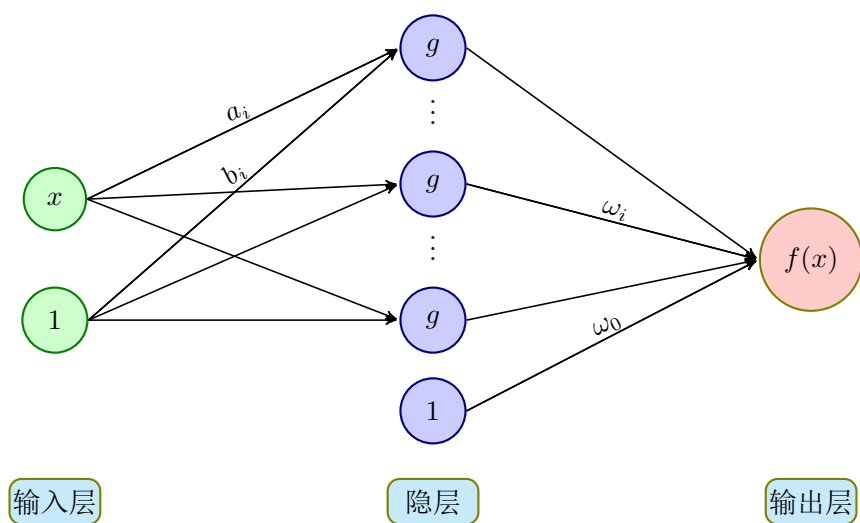 g
a_i
⋮
b_i
x
g
ω_i
⋮
f(x)
1
g
ω_0
1
输入层
隐层
输出层